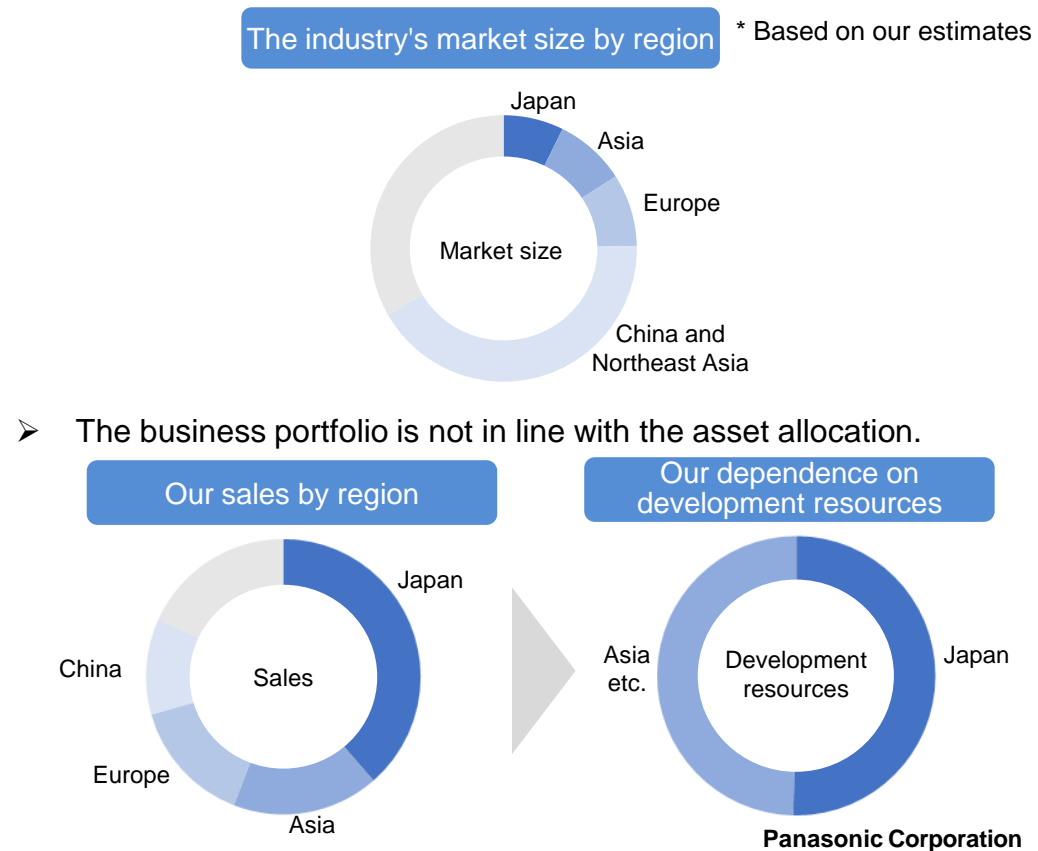 The industry's market size by region
* Based on our estimates
Japan
Asia
Europe
Market size
China and
Northeast Asia
➢ The business portfolio is not in line with the asset allocation.
Our sales by region
Our dependence on
development resources
Japan
China
Sales
Europe
Asia
Asia
etc.
Development
resources
Japan
Panasonic Corporation